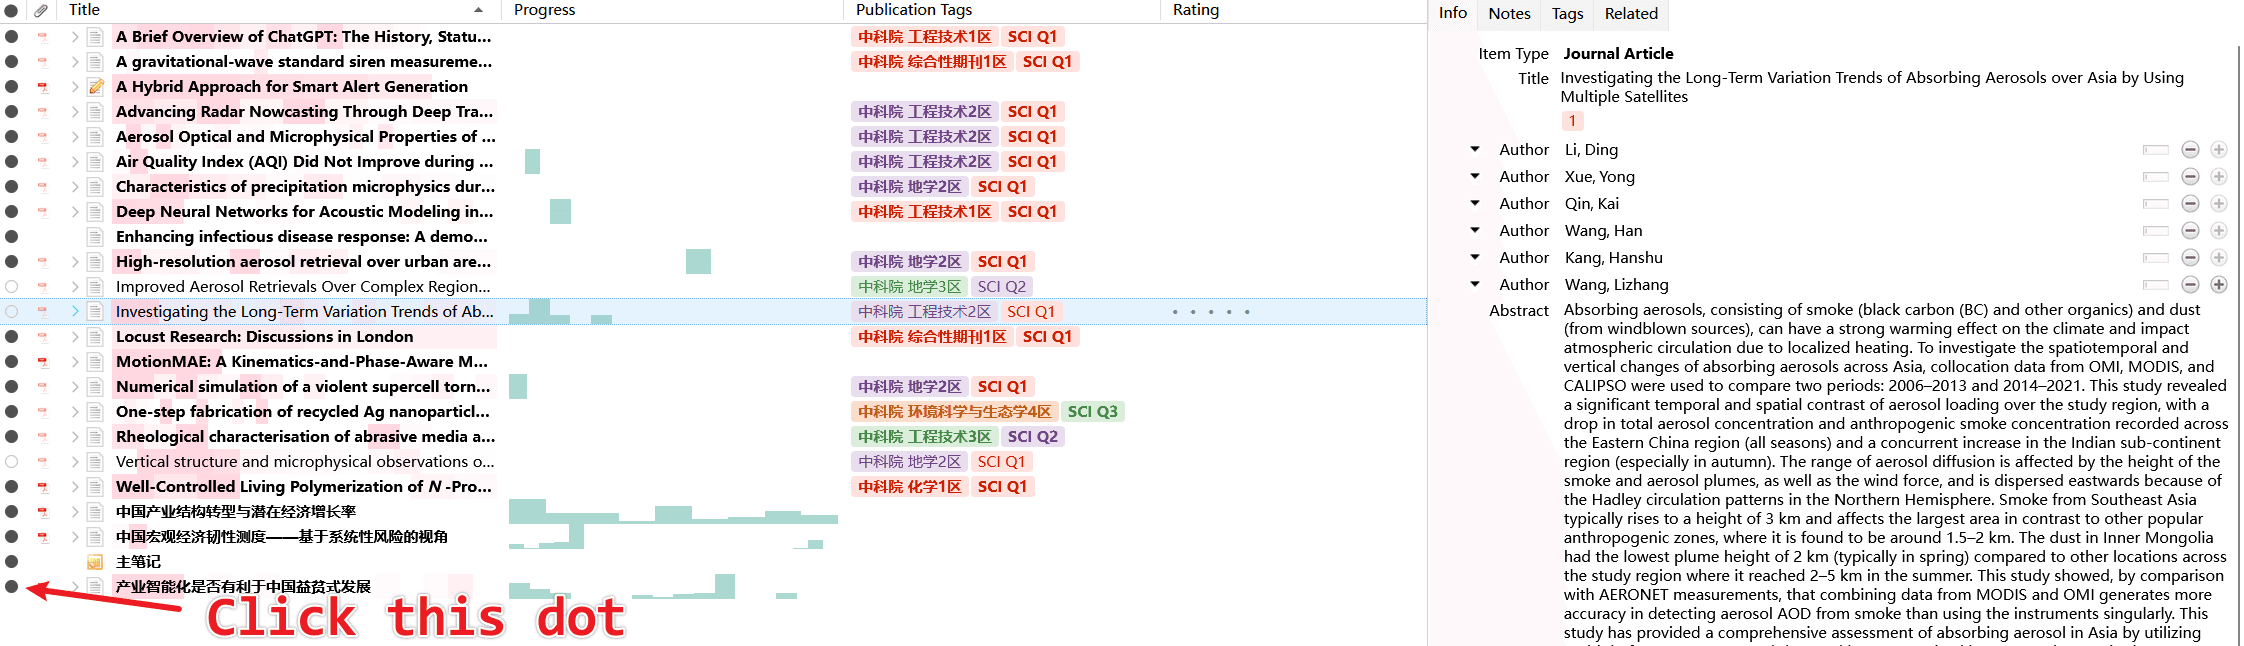 Title Progress Publication Tags Rating
A Brief Overview of ChatGPT: The History, Statu... 中科院 工程技术1区 SCI Q1
A gravitational-wave standard siren measureme... 中科院 综合性期刊1区 SCI Q1
A Hybrid Approach for Smart Alert Generation
Advancing Radar Nowcasting Through Deep Tra... 中科院 工程技术2区 SCI Q1
Aerosol Optical and Microphysical Properties of ... 中科院 工程技术2区 SCI Q1
Air Quality Index (AQI) Did Not Improve during ... 中科院 工程技术2区 SCI Q1
Characteristics of precipitation microphysics dur... 中科院 地学2区 SCI Q1
Deep Neural Networks for Acoustic Modeling in... 中科院 工程技术1区 SCI Q1
Enhancing infectious disease response: A demo...
High-resolution aerosol retrieval over urban are... 中科院 地学2区 SCI Q1
Improved Aerosol Retrievals Over Complex Region... 中科院 地学3区 SCI Q2
Investigating the Long-Term Variation Trends of Ab... 中科院 工程技术2区 SCI Q1
Locust Research: Discussions in London 中科院 综合性期刊1区 SCI Q1
MotionMAE: A Kinematics-and-Phase-Aware M...
Numerical simulation of a violent supercell torn... 中科院 地学2区 SCI Q1
One-step fabrication of recycled Ag nanoparticl... 中科院 环境科学与生态学4区 SCI Q3
Rheological characterisation of abrasive media a... 中科院 工程技术3区 SCI Q2
Vertical structure and microphysical observations o... 中科院 地学2区 SCI Q1
Well-Controlled Living Polymerization of N -Pro... 中科院 化学1区 SCI Q1
中国产业结构转型与潜在经济增长率
中国宏观经济韧性测度——基于系统性风险的视角
主笔记
产业智能化是否有利于中国益贫式发展
Click this dot
Info Notes Tags Related
Item Type Journal Article
Title Investigating the Long-Term Variation Trends of Absorbing Aerosols over Asia by Using
Multiple Satellites
1
Author Li, Ding
Author Xue, Yong
Author Qin, Kai
Author Wang, Han
Author Kang, Hanshu
Author Wang, Lizhang
Abstract Absorbing aerosols, consisting of smoke (black carbon (BC) and other organics) and dust
(from windblown sources), can have a strong warming effect on the climate and impact
atmospheric circulation due to localized heating. To investigate the spatiotemporal and
vertical changes of absorbing aerosols across Asia, collocation data from OMI, MODIS, and
CALIPSO were used to compare two periods: 2006–2013 and 2014–2021. This study revealed
a significant temporal and spatial contrast of aerosol loading over the study region, with a
drop in total aerosol concentration and anthropogenic smoke concentration recorded across
the Eastern China region (all seasons) and a concurrent increase in the Indian sub-continent
region (especially in autumn). The range of aerosol diffusion is affected by the height of the
smoke and aerosol plumes, as well as the wind force, and is dispersed eastwards because of
the Hadley circulation patterns in the Northern Hemisphere. Smoke from Southeast Asia
typically rises to a height of 3 km and affects the largest area in contrast to other popular
anthropogenic zones, where it is found to be around 1.5–2 km. The dust in Inner Mongolia
had the lowest plume height of 2 km (typically in spring) compared to other locations across
the study region where it reached 2–5 km in the summer. This study showed, by comparison
with AERONET measurements, that combining data from MODIS and OMI generates more
accuracy in detecting aerosol AOD from smoke than using the instruments singularly. This
study has provided a comprehensive assessment of absorbing aerosol in Asia by utilizing